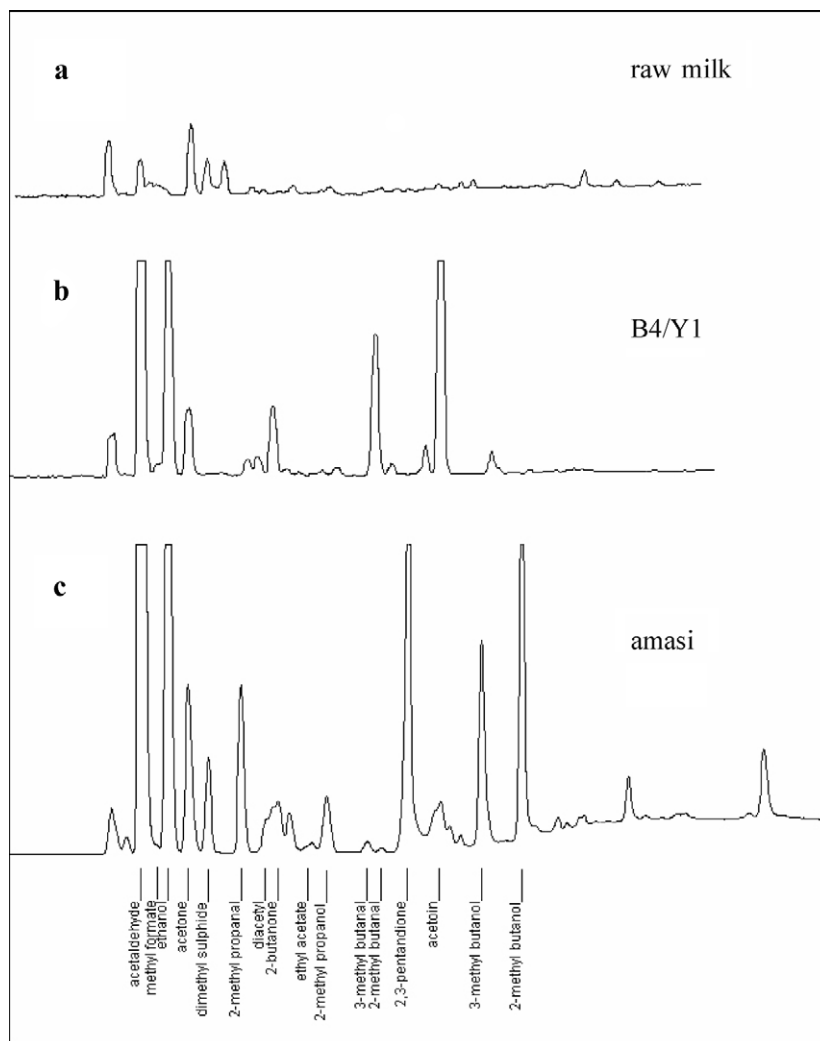 a
raw milk
b
B4/Y1
c
amasi
acetaldehyde
methyl formate
ethanol
acetone
dimethyl sulphide
2-methyl propanal
diacetyl
2-butanone
ethyl acetate
2-methyl propanol
3-methyl butanal
2-methyl butanal
2,3-pentandione
acetoin
3-methyl butanol
2-methyl butanol